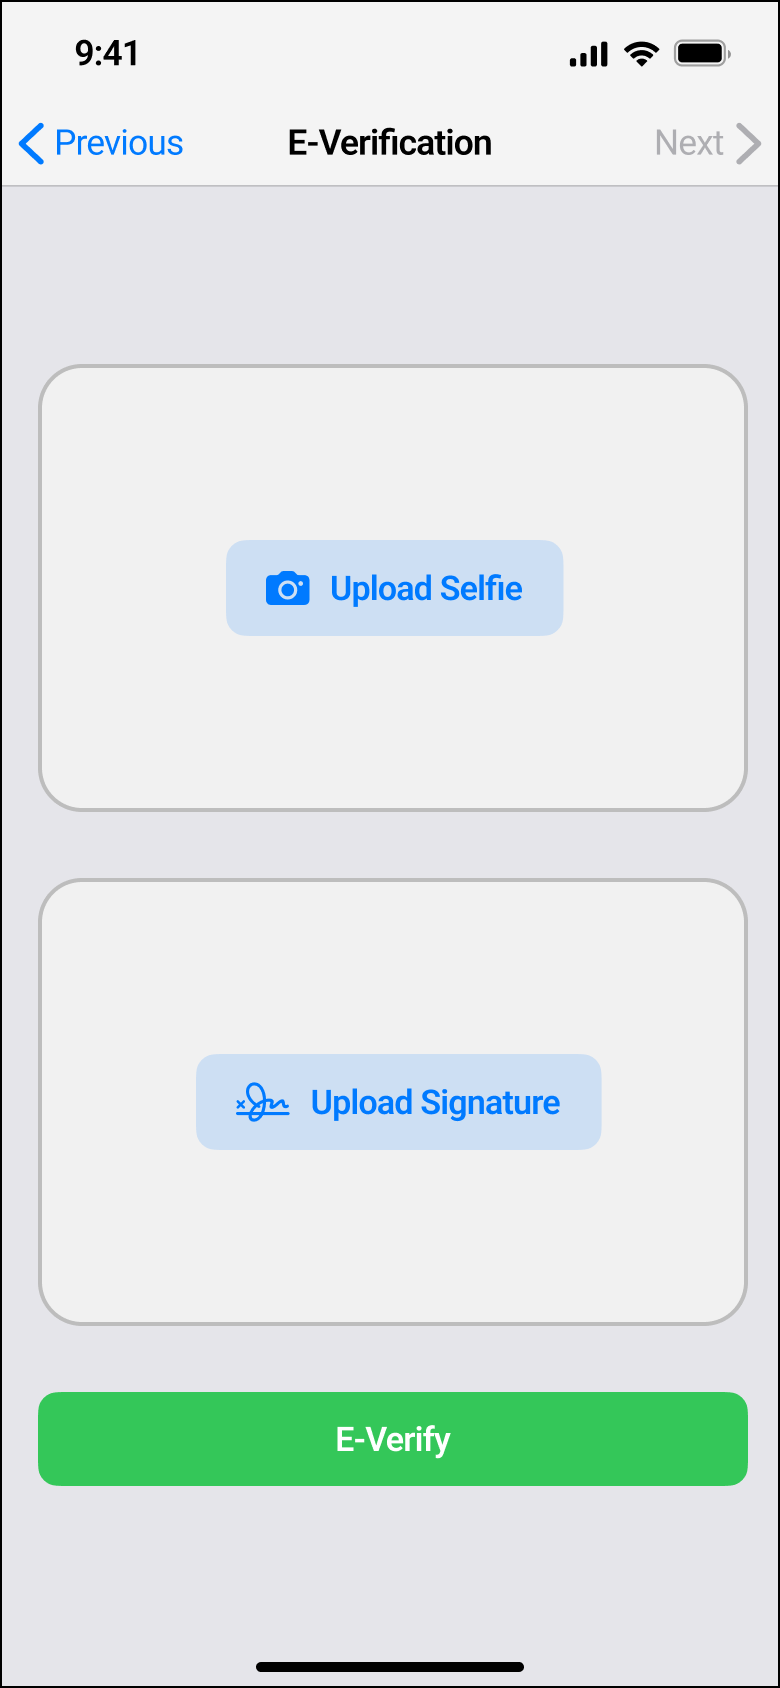 9:41
Previous
E-Verification
Next
Upload Selfie
Upload Signature
E-Verify